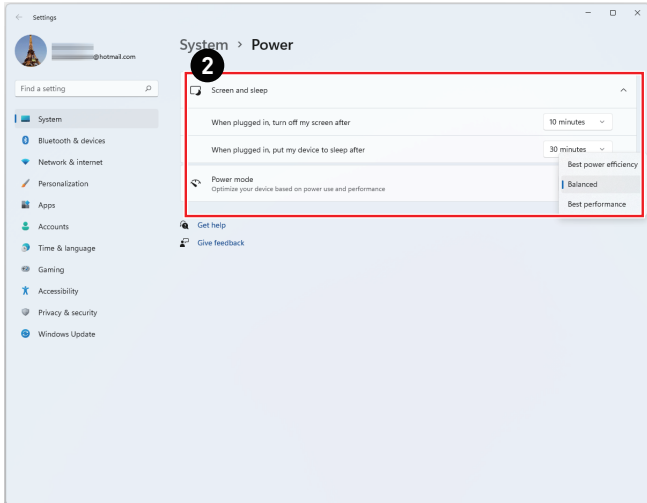 Settings
@hotmail.com
System > Power
2
Find a setting
Screen and sleep
When plugged in, turn off my screen after 10 minutes
When plugged in, put my device to sleep after 30 minutes
Power mode
Optimize your device based on power use and performance
Best power efficiency
Balanced
Best performance
Get help
Give feedback
System
Bluetooth & devices
Network & internet
Personalization
Apps
Accounts
Time & language
Gaming
Accessibility
Privacy & security
Windows Update